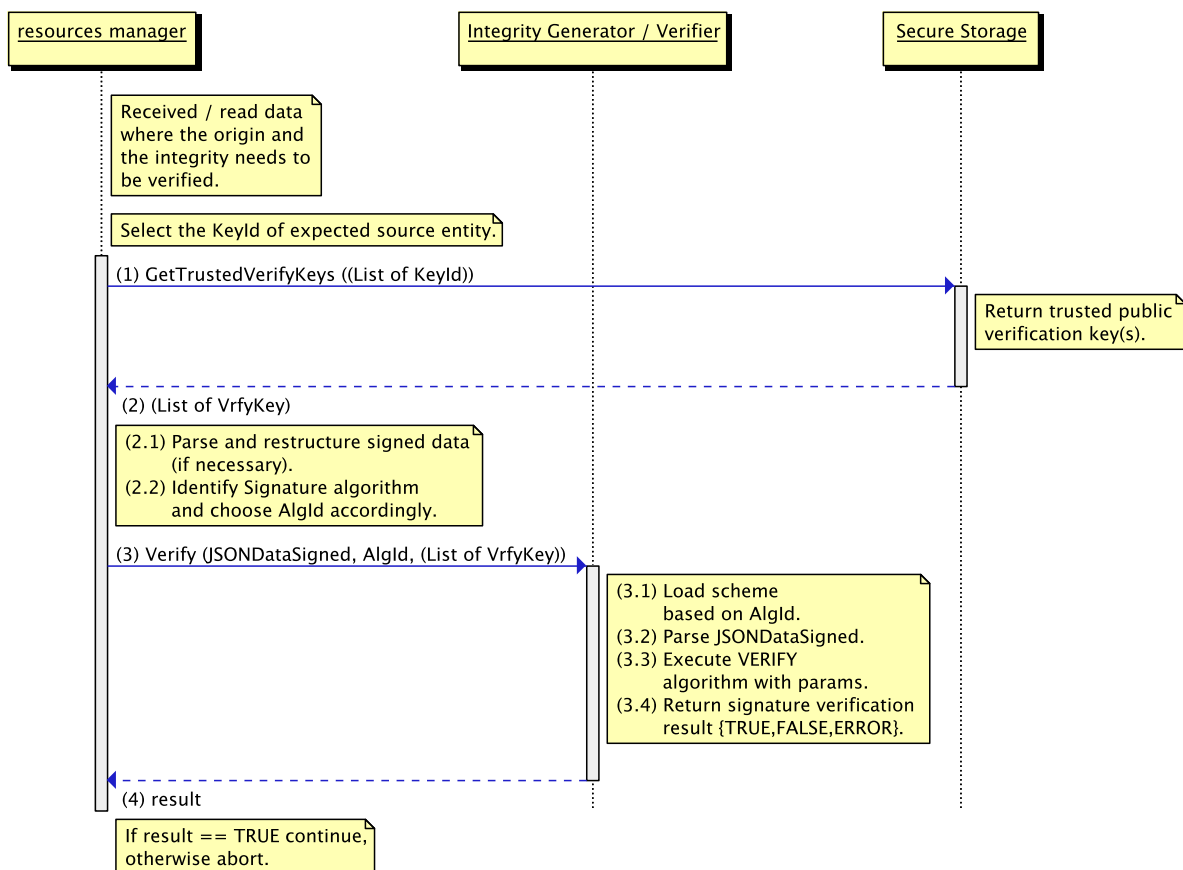 resources manager
Integrity Generator / Verifier
Secure Storage
Received / read data
where the origin and
the integrity needs to
be verified.
Select the KeyId of expected source entity.
(1) GetTrustedVerifyKeys ((List of KeyId))
Return trusted public
verification key(s).
(2) (List of VrfyKey)
(2.1) Parse and restructure signed data
(if necessary).
(2.2) Identify Signature algorithm
and choose AlgId accordingly.
(3) Verify (JSONDataSigned, AlgId, (List of VrfyKey))
(3.1) Load scheme
based on AlgId.
(3.2) Parse JSONDataSigned.
(3.3) Execute VERIFY
algorithm with params.
(3.4) Return signature verification
result {TRUE,FALSE,ERROR}.
(4) result
If result == TRUE continue,
otherwise abort.